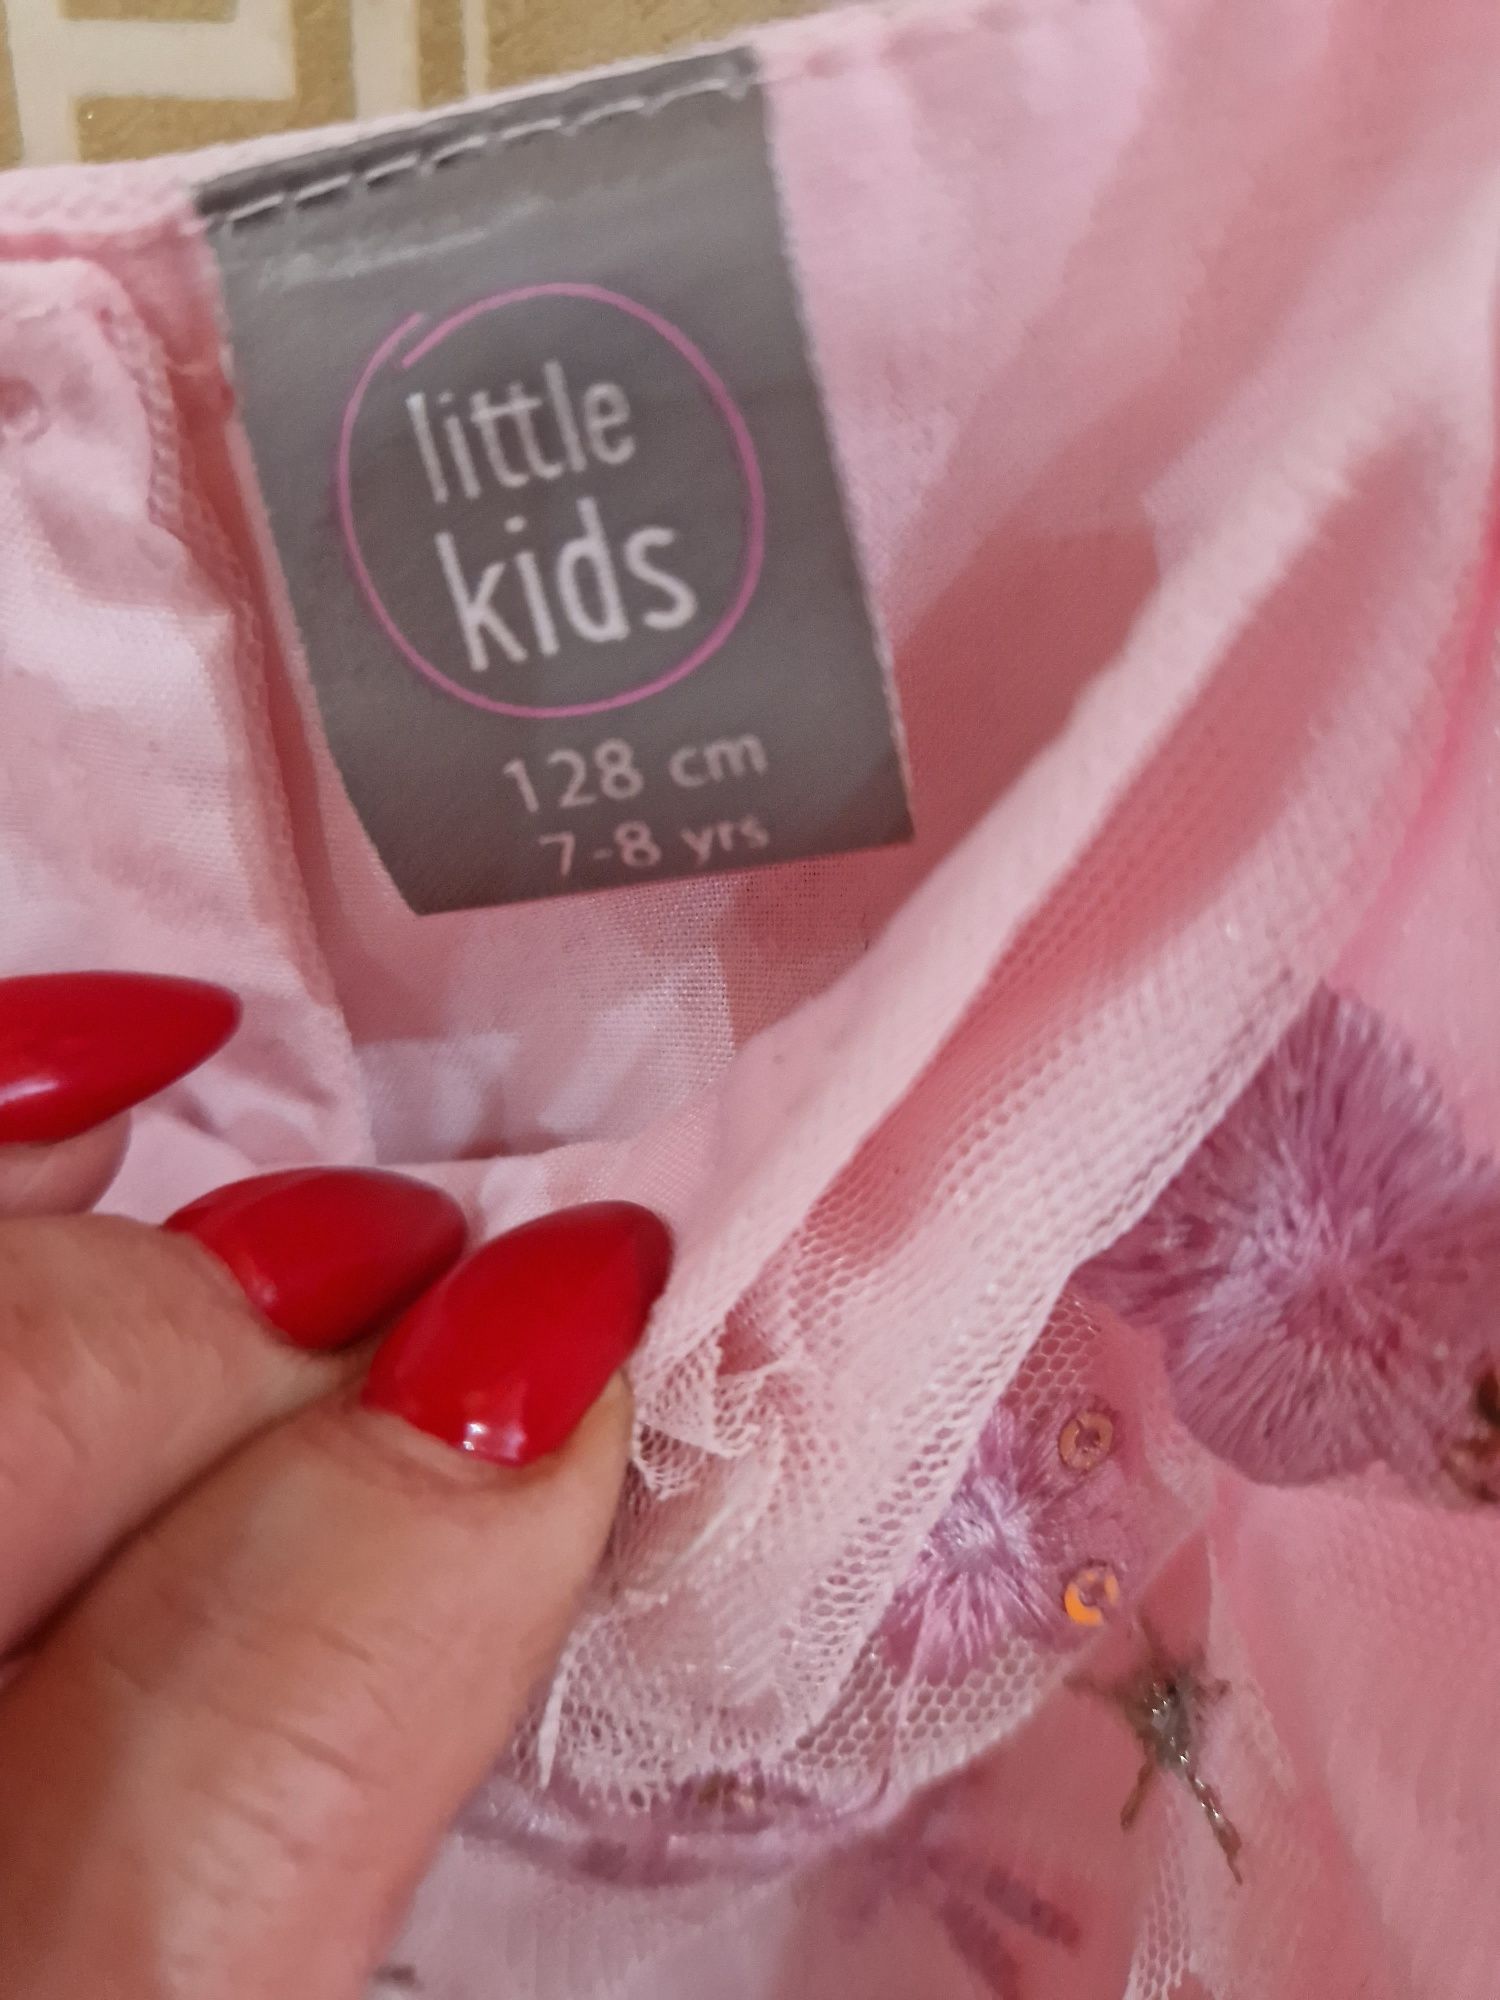 little
kids
128 cm
7-8 yrs